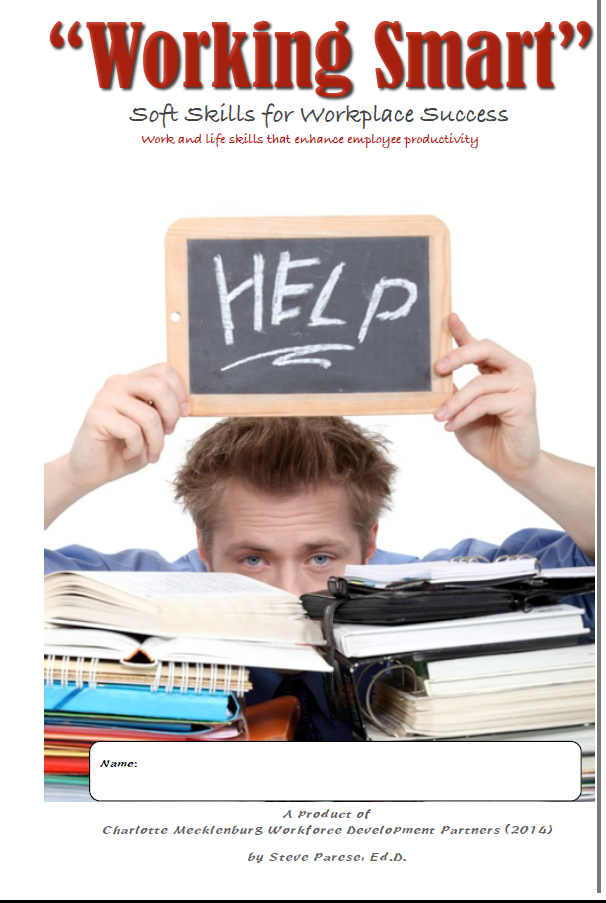 “Working Smart”
Soft Skills for Workplace Success
Work and life skills that enhance employee productivity
HELP
Name:
A Product of
Charlotte Mecklenburg Workforce Development Partners (2014)
by Steve Parese, Ed.D.